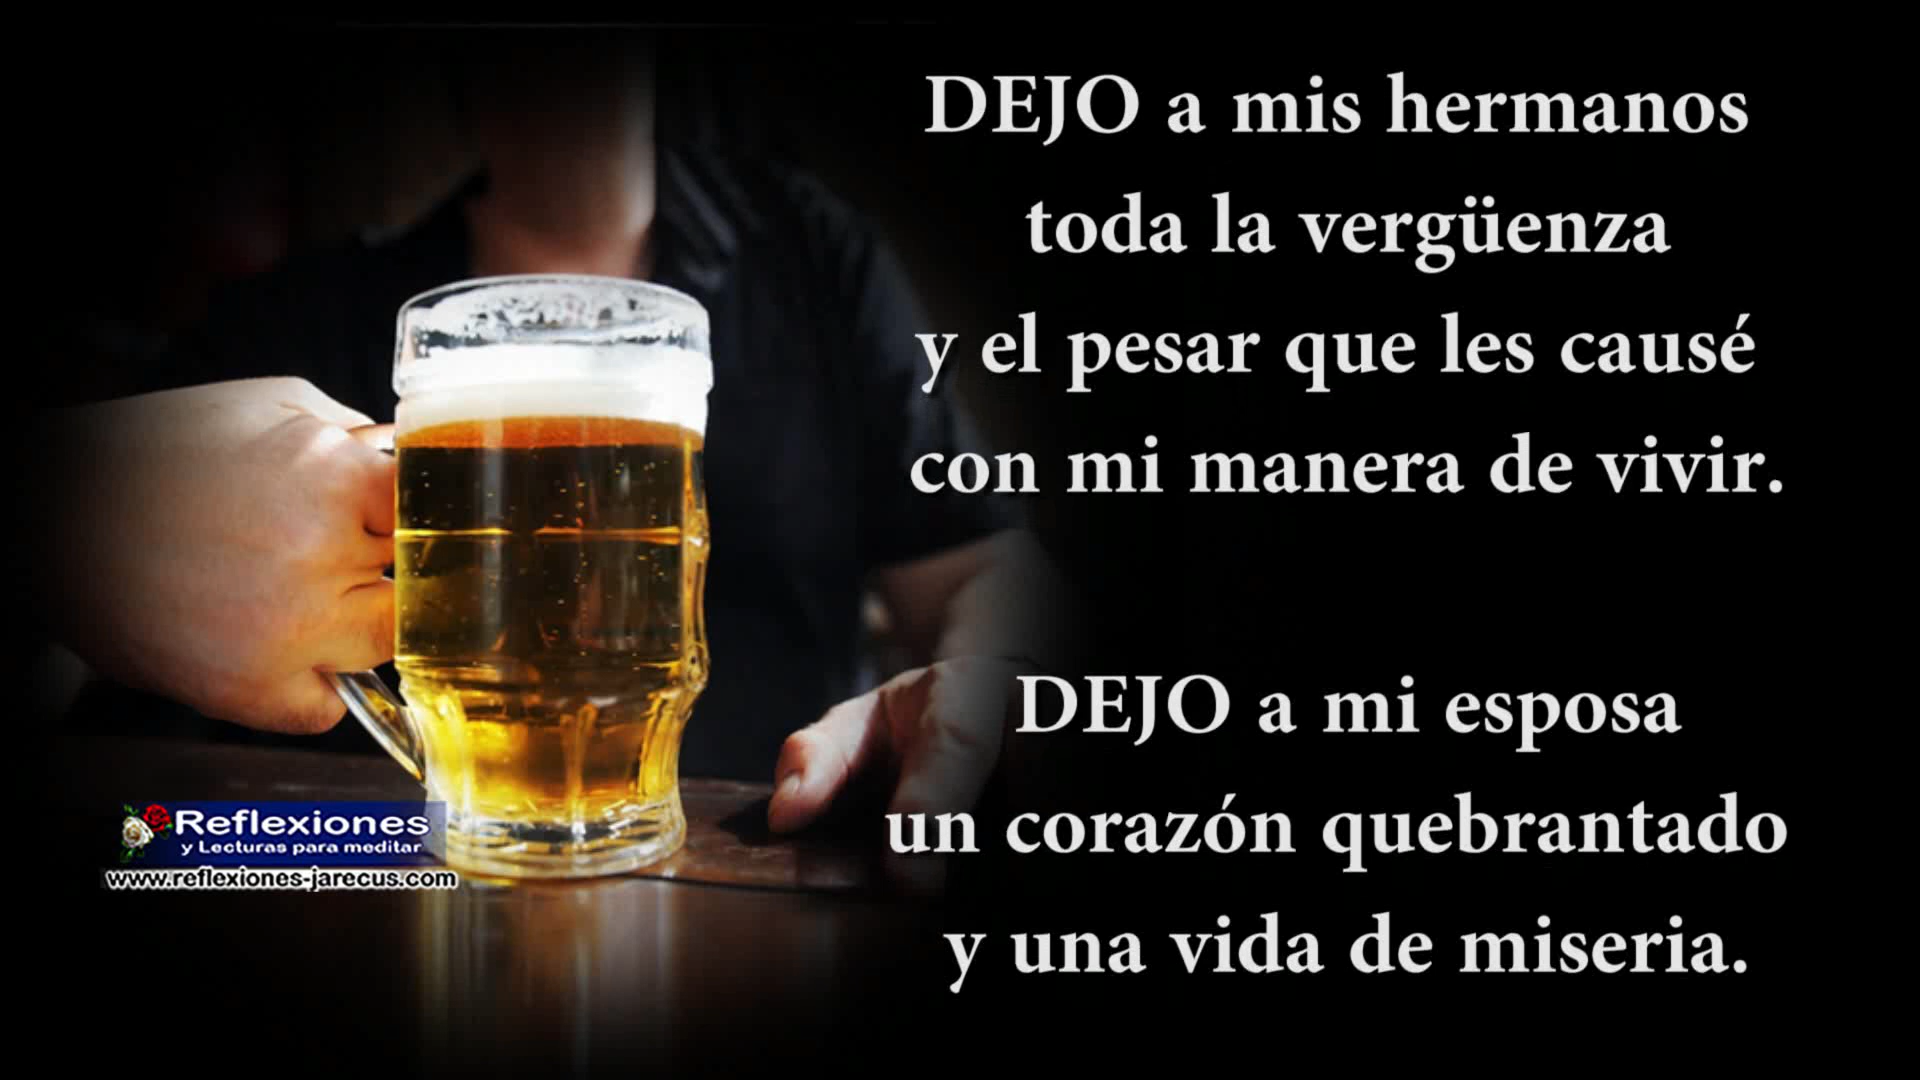 DEJO a mis hermanos
toda la vergüenza
y el pesar que les causé
con mi manera de vivir.
DEJO a mi esposa
un corazón quebrantado
y una vida de miseria.
Reflexiones
y Lecturas para meditar
www.reflexiones-jarecus.com